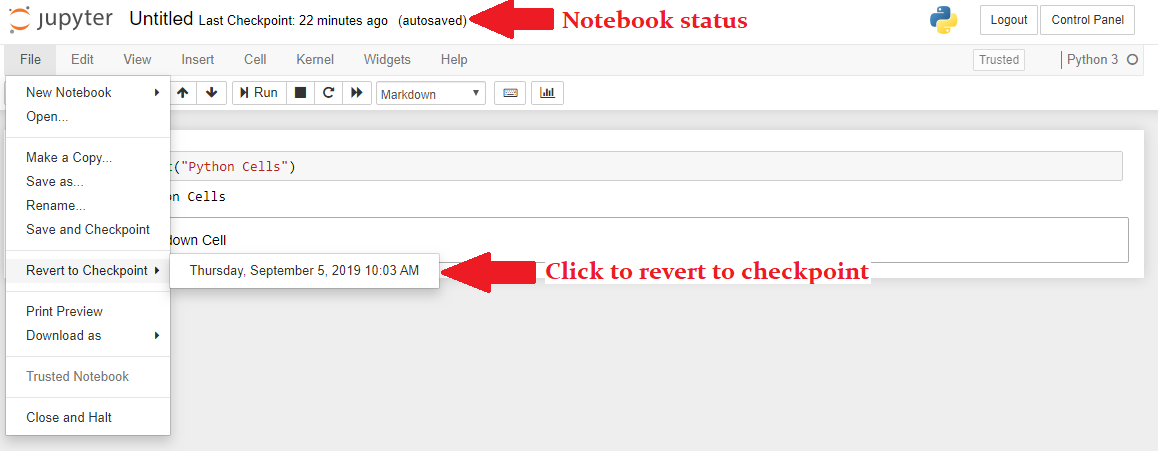 jupyter Untitled Last Checkpoint: 22 minutes ago (autosaved) Notebook status Logout Control Panel
File Edit View Insert Cell Kernel Widgets Help Trusted Python 3
Run Markdown
New Notebook
Open...
Make a Copy...
("Python Cells")
Save as...
Cells
Rename...
Save and Checkpoint
Cell
Revert to Checkpoint Thursday, September 5, 2019 10:03 AM Click to revert to checkpoint
Print Preview
Download as
Trusted Notebook
Close and Halt